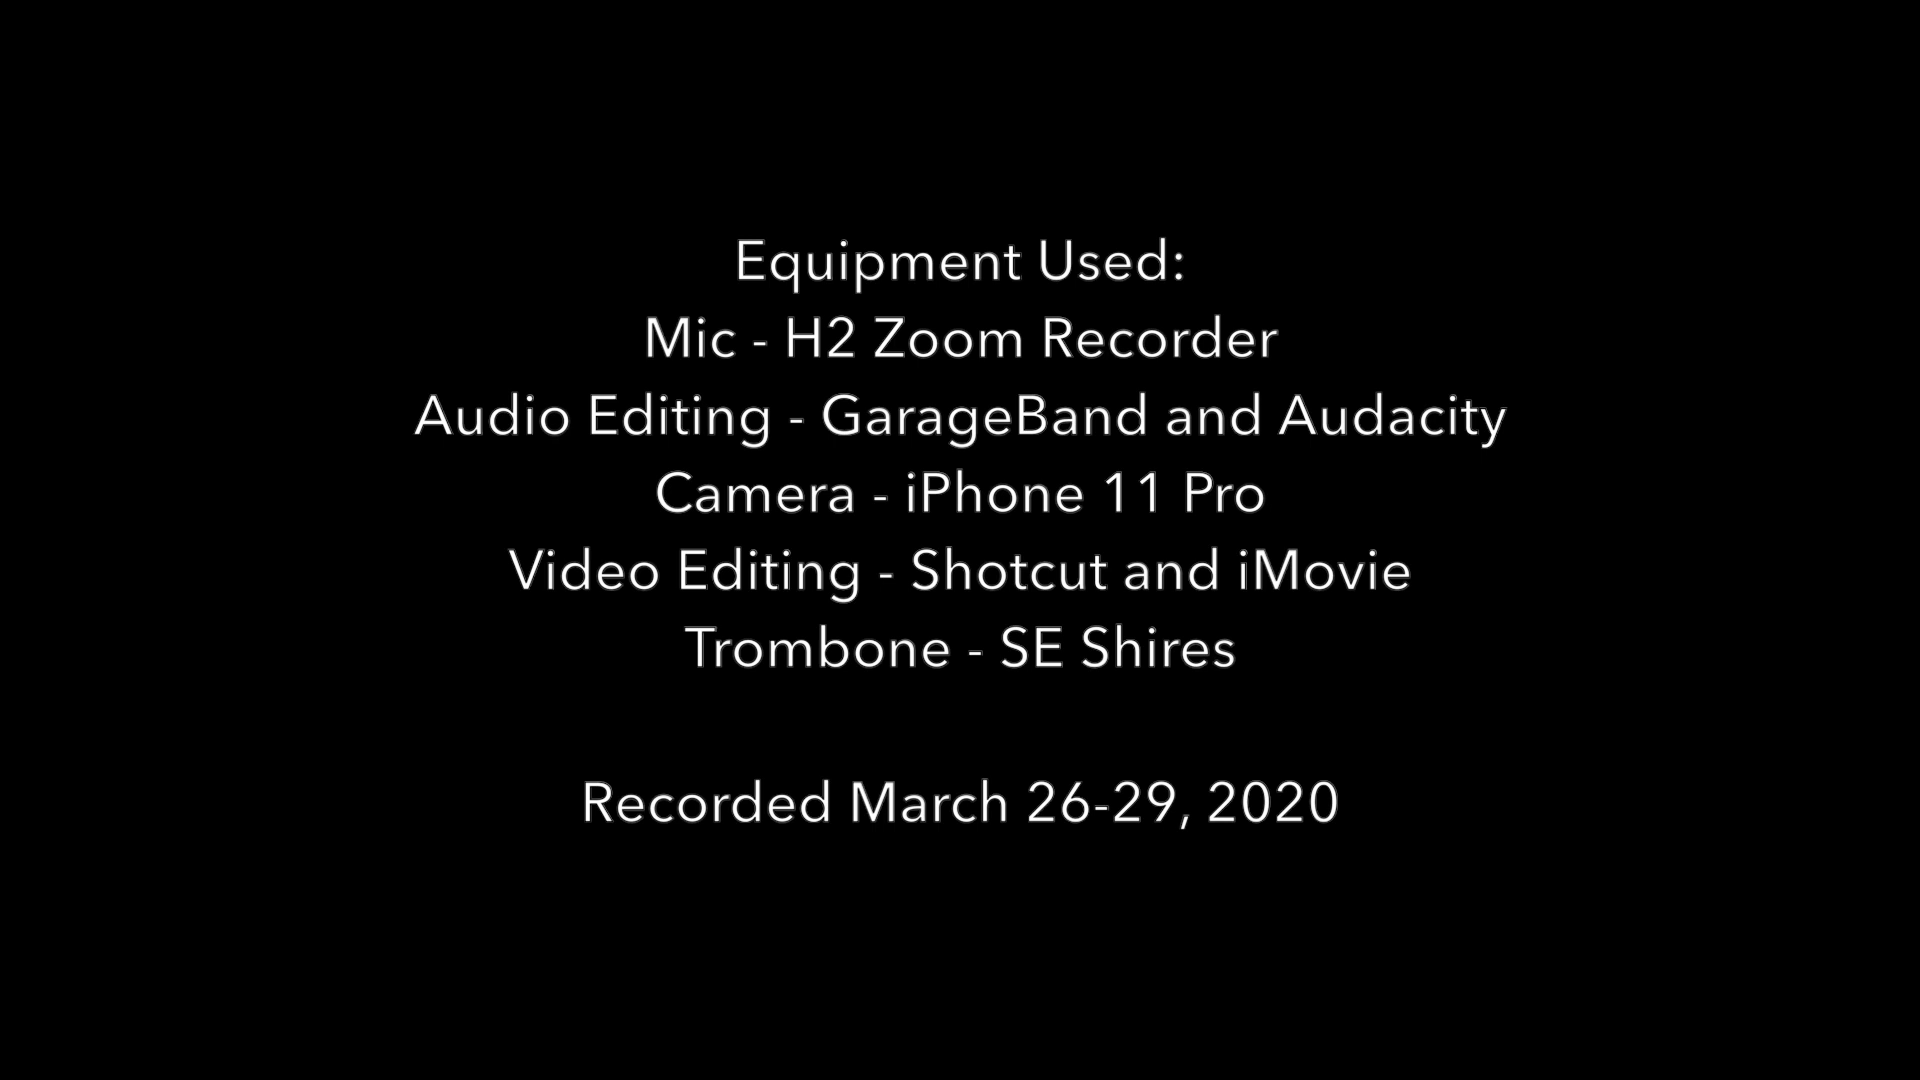 Equipment Used:
Mic - H2 Zoom Recorder
Audio Editing - GarageBand and Audacity
Camera - iPhone 11 Pro
Video Editing - Shotcut and iMovie
Trombone - SE Shires
Recorded March 26-29, 2020